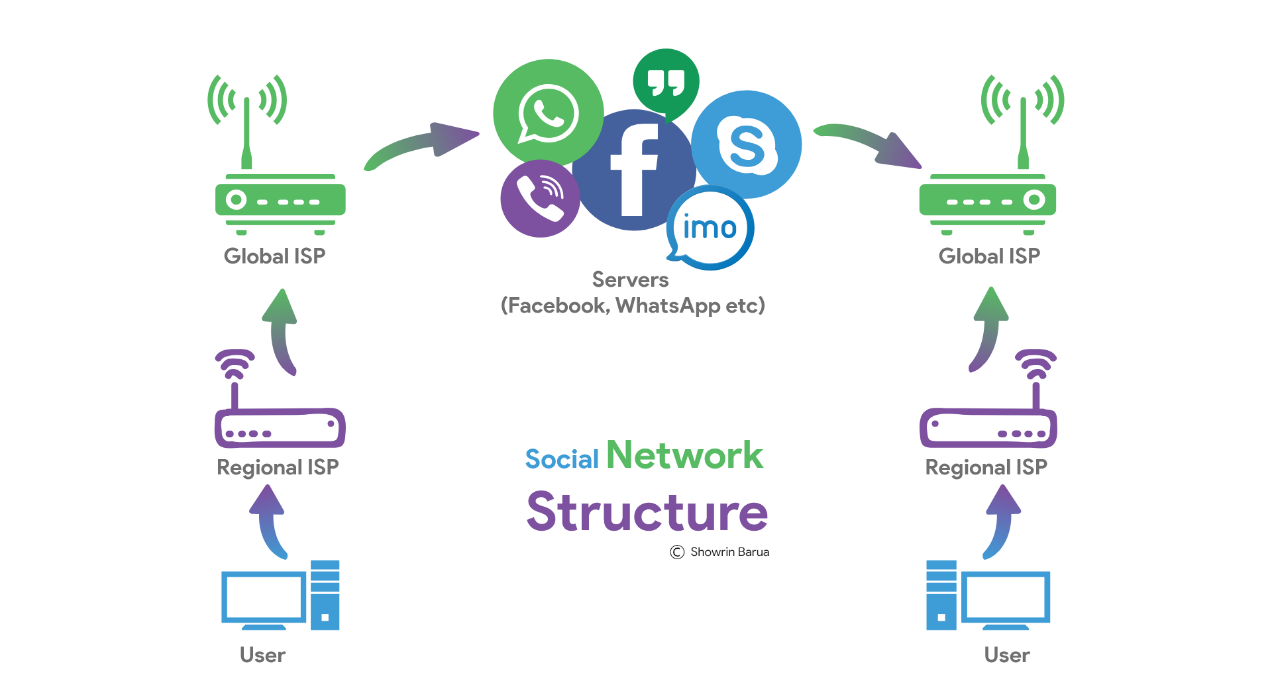 Global ISP
imo
Global ISP
Servers
(Facebook, WhatsApp etc)
Regional ISP
Social Network
Structure
© Showrin Barua
Regional ISP
User
User